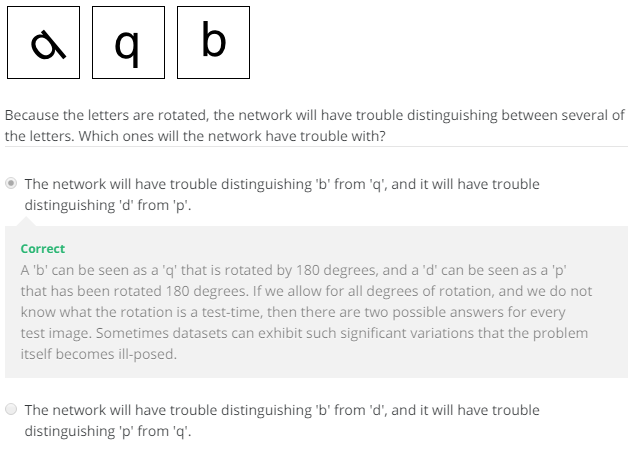 a q b
Because the letters are rotated, the network will have trouble distinguishing between several of
the letters. Which ones will the network have trouble with?
The network will have trouble distinguishing 'b' from 'q', and it will have trouble
distinguishing 'd' from 'p'.
Correct
A 'b' can be seen as a 'q' that is rotated by 180 degrees, and a 'd' can be seen as a 'p'
that has been rotated 180 degrees. If we allow for all degrees of rotation, and we do not
know what the rotation is a test-time, then there are two possible answers for every
test image. Sometimes datasets can exhibit such significant variations that the problem
itself becomes ill-posed.
The network will have trouble distinguishing 'b' from 'd', and it will have trouble
distinguishing 'p' from 'q'.